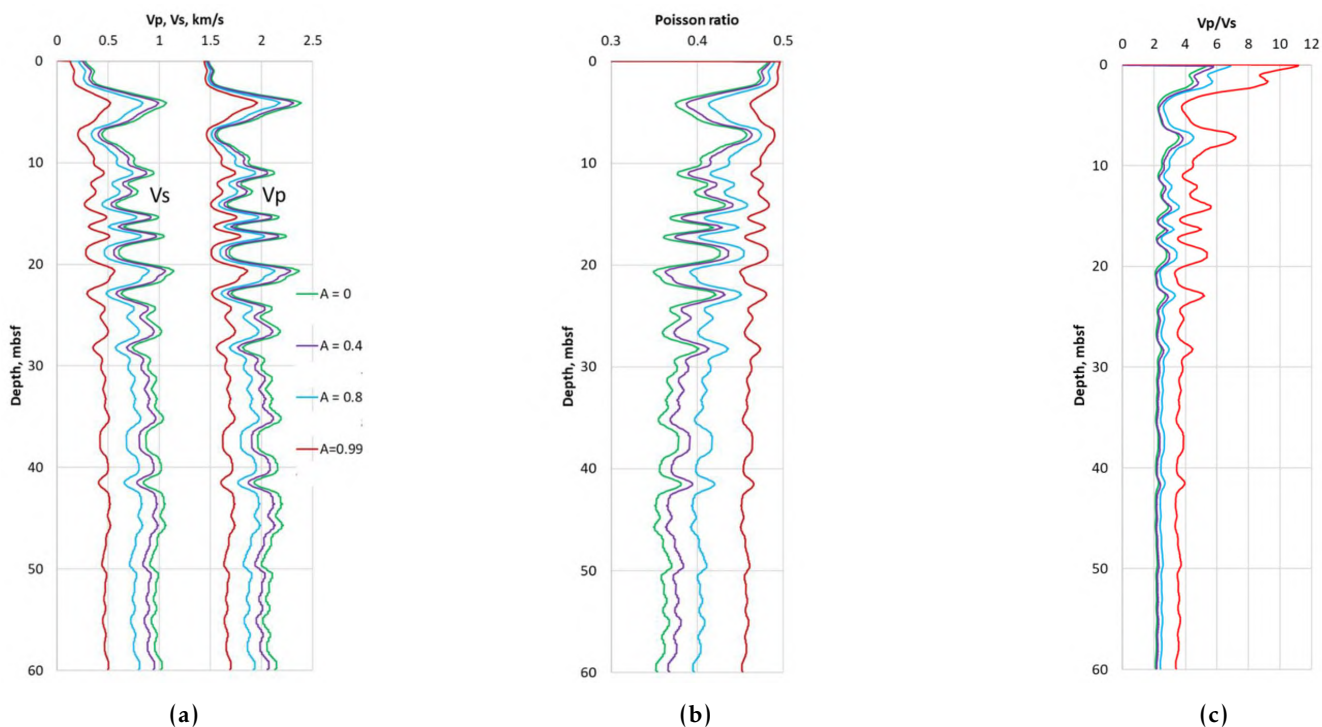 Vp, Vs, km/s
0 0.5 1 1.5 2 2.5
0
10
20
30
40
50
60
Depth, mbsf
Vs Vp
A = 0
A = 0.4
A = 0.8
A=0.99
(a)
Poisson ratio
0.3 0.4 0.5
0
10
20
30
40
50
60
Depth, mbsf
(b)
Vp/Vs
0 2 4 6 8 10 12
0
10
20
30
40
50
60
Depth, mbsf
(c)